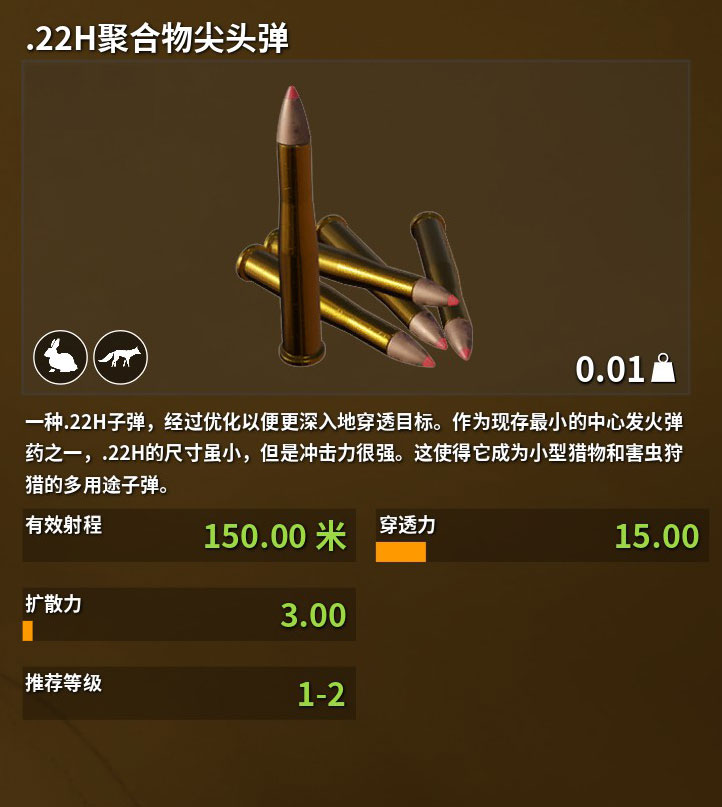 .22H聚合物尖头弹
0.01
一种.22H子弹，经过优化以便更深入地穿透目标。作为现存最小的中心发火弹
药之一，.22H的尺寸虽小，但是冲击力很强。这使得它成为小型猎物和害虫狩
猎的多用途子弹。
有效射程
150.00 米
穿透力
15.00
扩散力
3.00
推荐等级
1-2